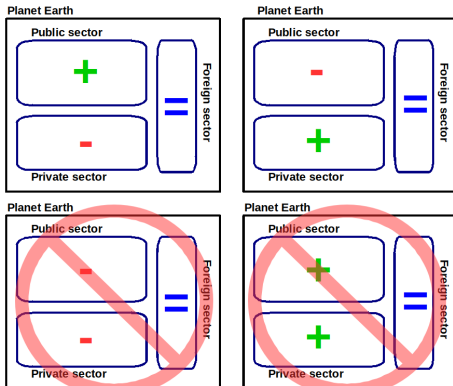 Planet Earth
Public sector
+
-
Private sector
=
Foreign sector
Planet Earth
Public sector
-
+
Private sector
=
Foreign sector
Planet Earth
Public sector
-
-
Private sector
=
Foreign sector
Planet Earth
Public sector
+
+
Private sector
=
Foreign sector